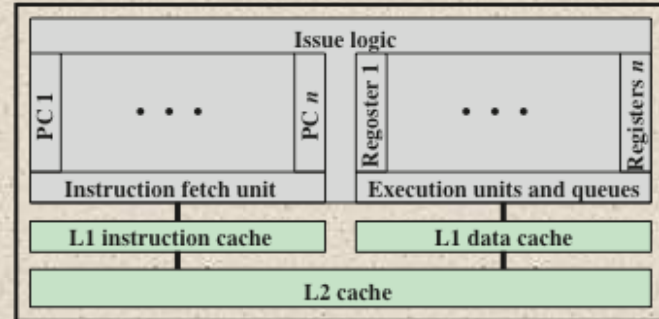 Issue logic
PC 1
• • •
PC n
Regoster 1
• • •
Registers n
Instruction fetch unit
Execution units and queues
L1 instruction cache
L1 data cache
L2 cache